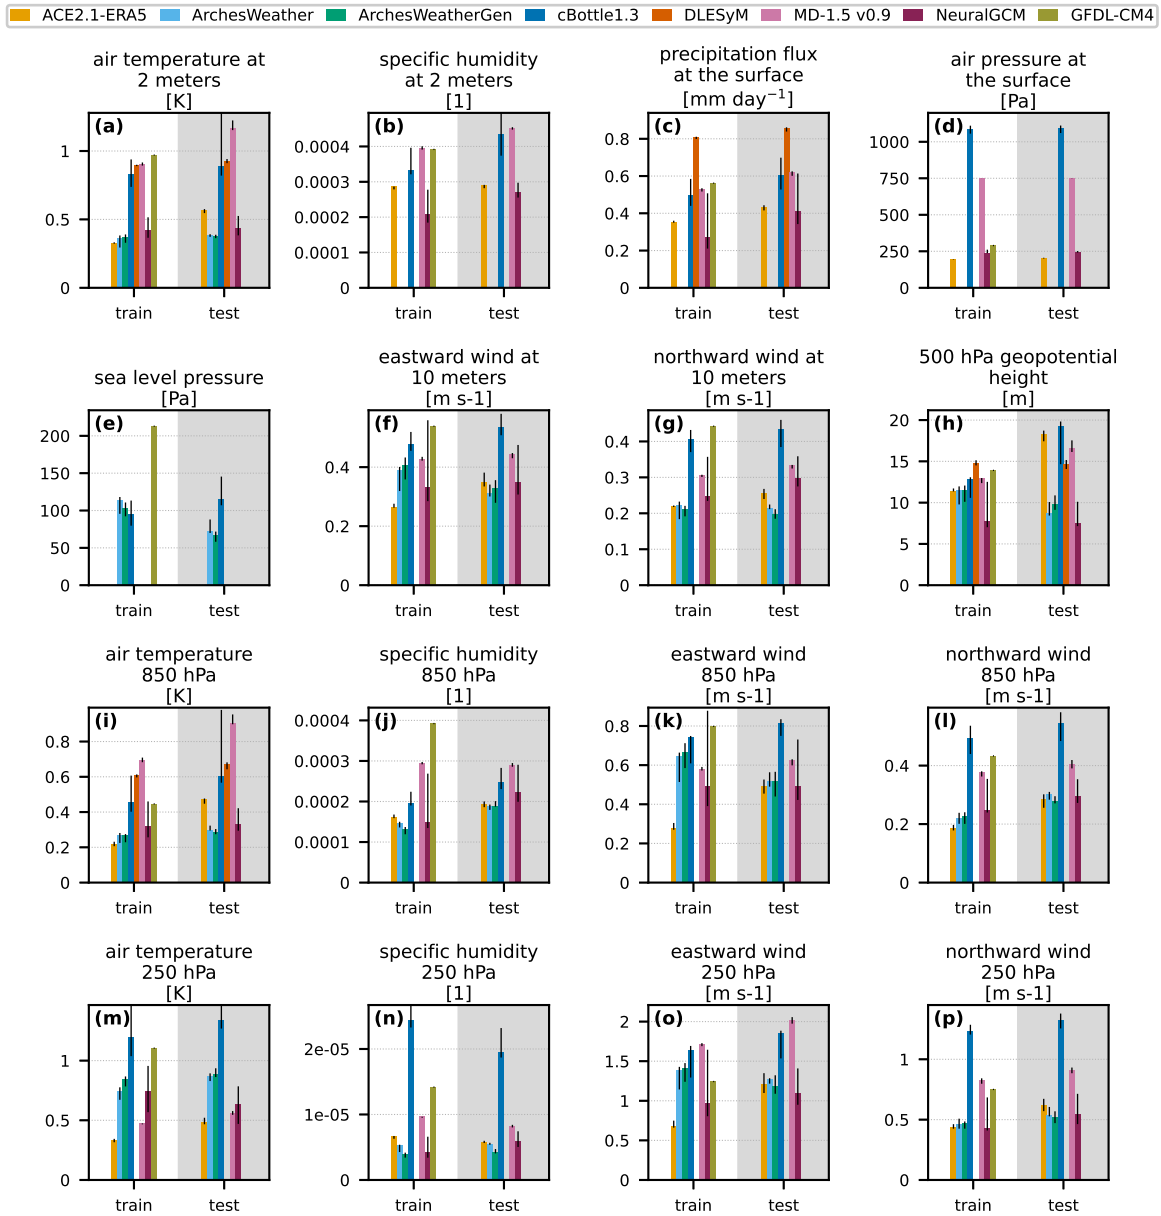 ACE2.1-ERA5 ArchesWeather ArchesWeatherGen cBottle1.3 DLESyM MD-1.5 v0.9 NeuralGCM GFDL-CM4
air temperature at
2 meters
[K]
(a)
1
0.5
0
train test
specific humidity
at 2 meters
[1]
(b)
0.0004
0.0003
0.0002
0.0001
0
train test
precipitation flux
at the surface
[mm day⁻¹]
(c)
0.8
0.6
0.4
0.2
0
train test
air pressure at
the surface
[Pa]
(d)
1000
750
500
250
0
train test
sea level pressure
[Pa]
(e)
200
150
100
50
0
train test
eastward wind at
10 meters
[m s-1]
(f)
0.4
0.2
0
train test
northward wind at
10 meters
[m s-1]
(g)
0.4
0.3
0.2
0.1
0
train test
500 hPa geopotential
height
[m]
(h)
20
15
10
5
0
train test
air temperature
850 hPa
[K]
(i)
0.8
0.6
0.4
0.2
0
train test
specific humidity
850 hPa
[1]
(j)
0.0004
0.0003
0.0002
0.0001
0
train test
eastward wind
850 hPa
[m s-1]
(k)
0.8
0.6
0.4
0.2
0
train test
northward wind
850 hPa
[m s-1]
(l)
0.4
0.2
0
train test
air temperature
250 hPa
[K]
(m)
1
0.5
0
train test
specific humidity
250 hPa
[1]
(n)
2e-05
1e-05
0
train test
eastward wind
250 hPa
[m s-1]
(o)
2
1.5
1
0.5
0
train test
northward wind
250 hPa
[m s-1]
(p)
1
0.5
0
train test